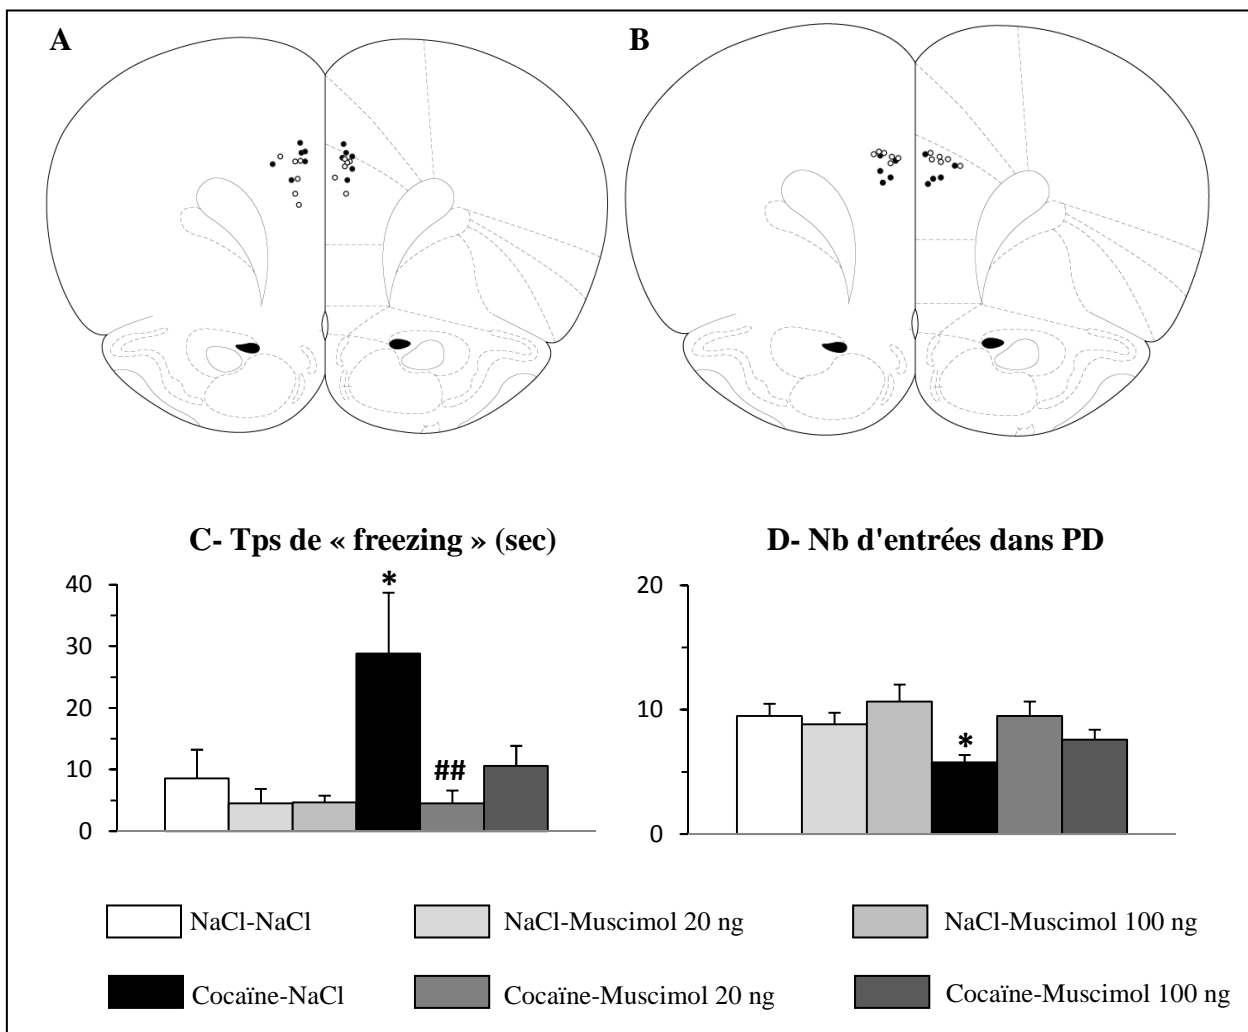 A
B
C- Tps de « freezing » (sec)
D- Nb d'entrées dans PD
40
30
20
10
0
*
##
20
10
0
*
NaCl-NaCl
NaCl-Muscimol 20 ng
NaCl-Muscimol 100 ng
Cocaïne-NaCl
Cocaïne-Muscimol 20 ng
Cocaïne-Muscimol 100 ng